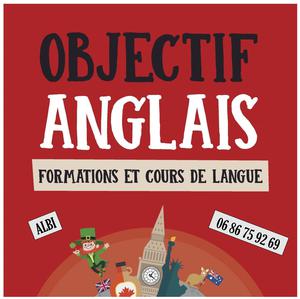 OBJECTIF
ANGLAIS
FORMATIONS ET COURS DE LANGUE
ALBI
06 86 75 92 69